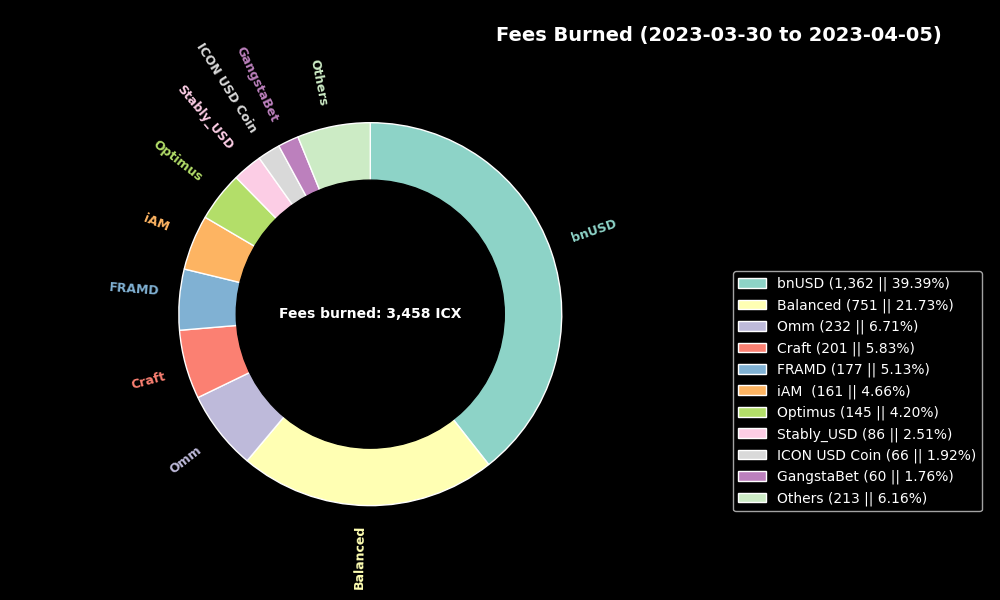 Fees Burned (2023-03-30 to 2023-04-05)
Others
GangstaBet
ICON USD Coin
Stably_USD
Optimus
iAM
FRAMD
Craft
Omm
Balanced
bnUSD
Fees burned: 3,458 ICX
bnUSD (1,362 || 39.39%)
Balanced (751 || 21.73%)
Omm (232 || 6.71%)
Craft (201 || 5.83%)
FRAMD (177 || 5.13%)
iAM  (161 || 4.66%)
Optimus (145 || 4.20%)
Stably_USD (86 || 2.51%)
ICON USD Coin (66 || 1.92%)
GangstaBet (60 || 1.76%)
Others (213 || 6.16%)